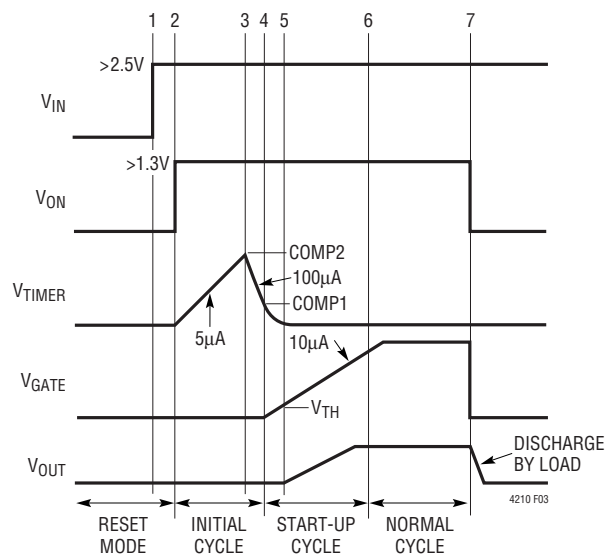 1 2 3 4 5 6 7
>2.5V
VIN
>1.3V
VON
COMP2
100µA
COMP1
VTIMER
5µA
10µA
VGATE
VTH
VOUT
DISCHARGE
BY LOAD
4210 F03
RESET
MODE
INITIAL
CYCLE
START-UP
CYCLE
NORMAL
CYCLE